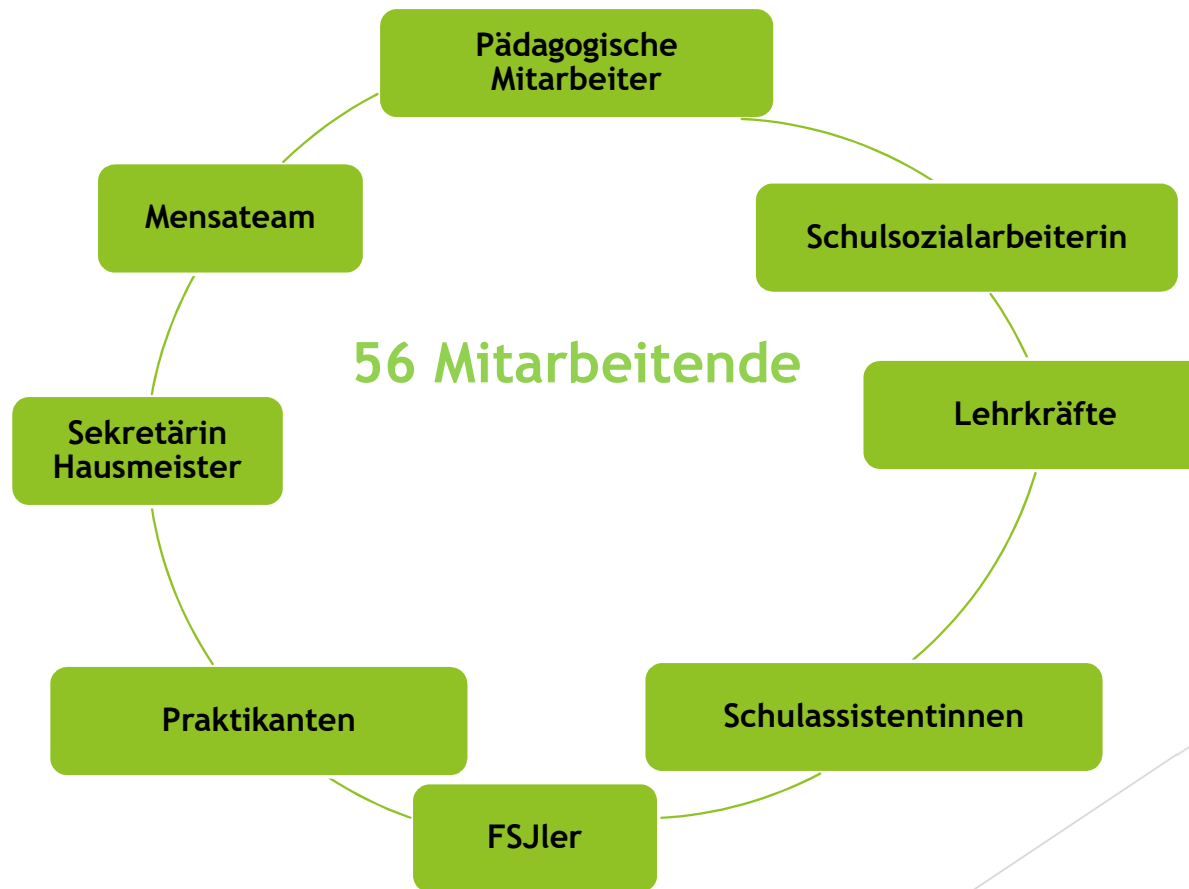 Pädagogische
Mitarbeiter
Mensateam
Schulsozialarbeiterin
56 Mitarbeitende
Lehrkräfte
Sekretärin
Hausmeister
Praktikanten
Schulassistentinnen
FSJler